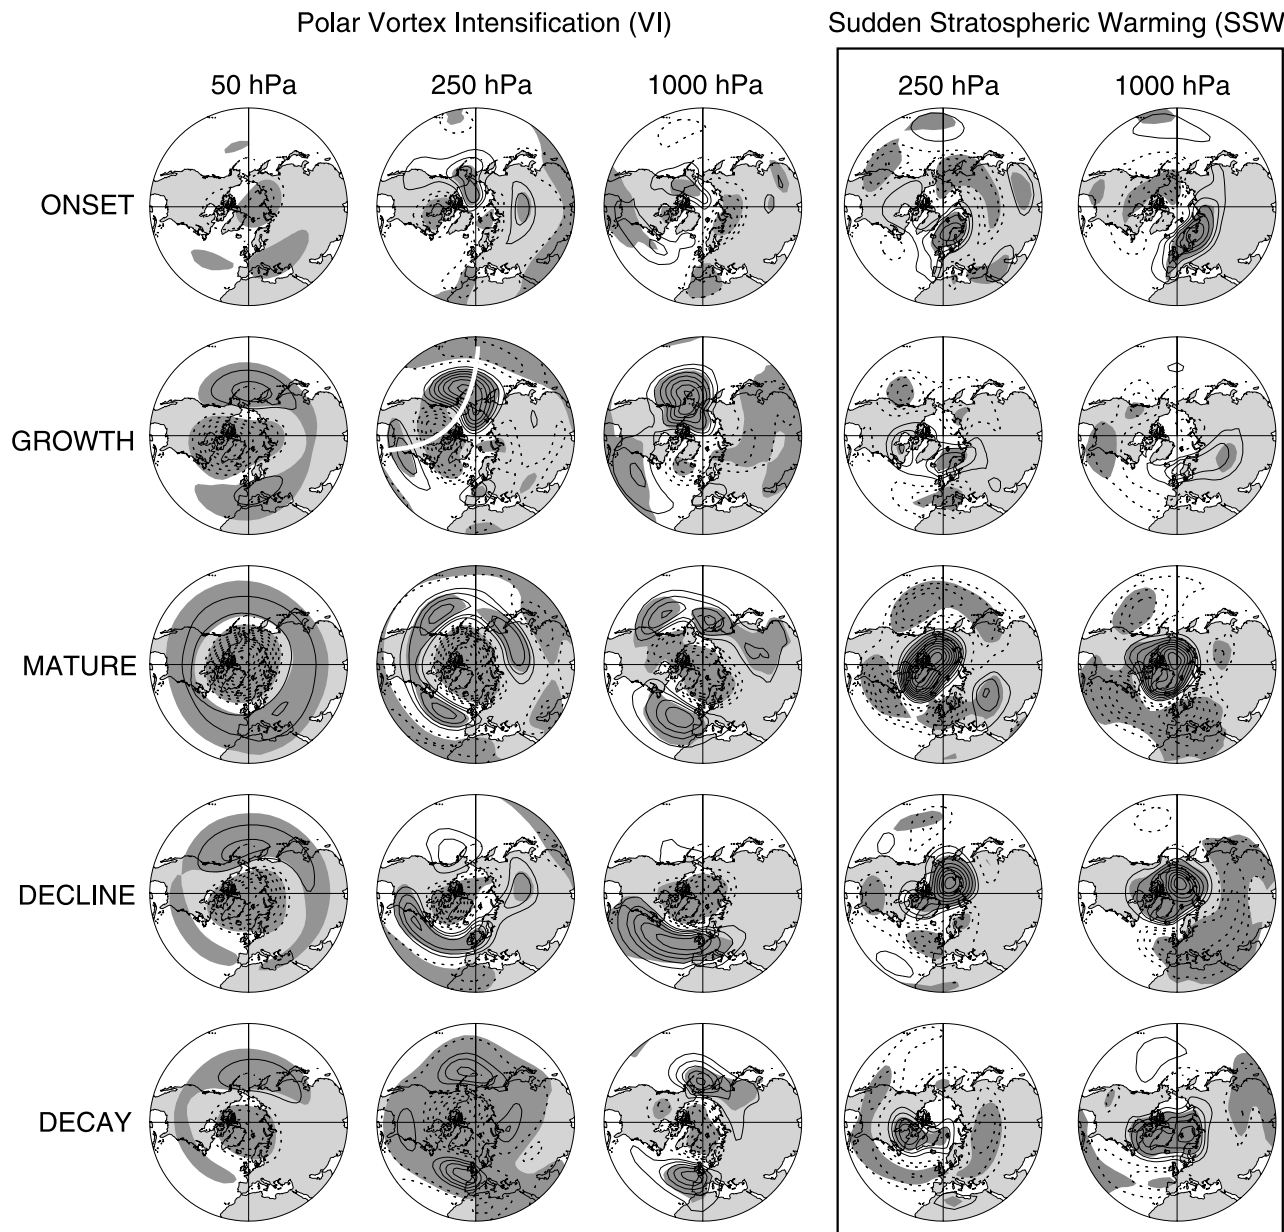 Polar Vortex Intensification (VI)
Sudden Stratospheric Warming (SSW
50 hPa
250 hPa
1000 hPa
250 hPa
1000 hPa
ONSET
GROWTH
MATURE
DECLINE
DECAY